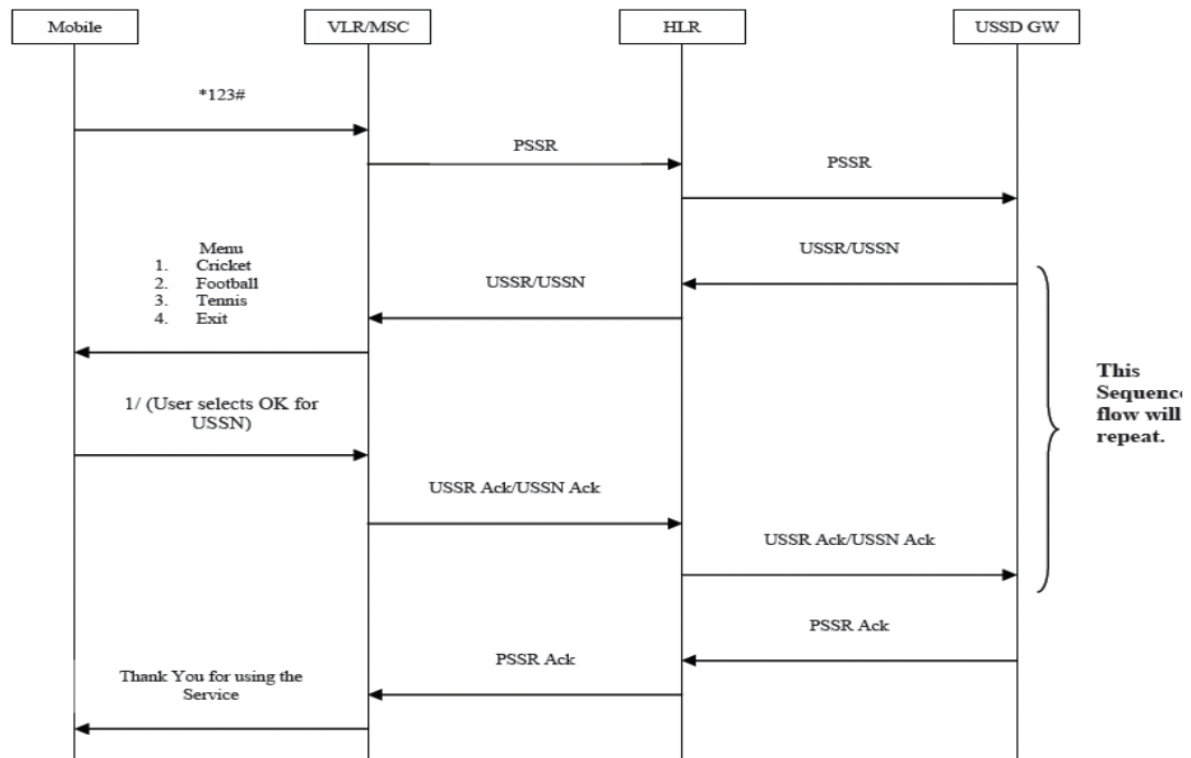 Mobile
VLR/MSC
HLR
USSD GW
*123#
PSSR
PSSR
USSR/USSN
USSR/USSN
Menu
1. Cricket
2. Football
3. Tennis
4. Exit
1/ (User selects OK for
USSN)
USSR Ack/USSN Ack
USSR Ack/USSN Ack
This
Sequence
flow will
repeat.
PSSR Ack
PSSR Ack
Thank You for using the
Service